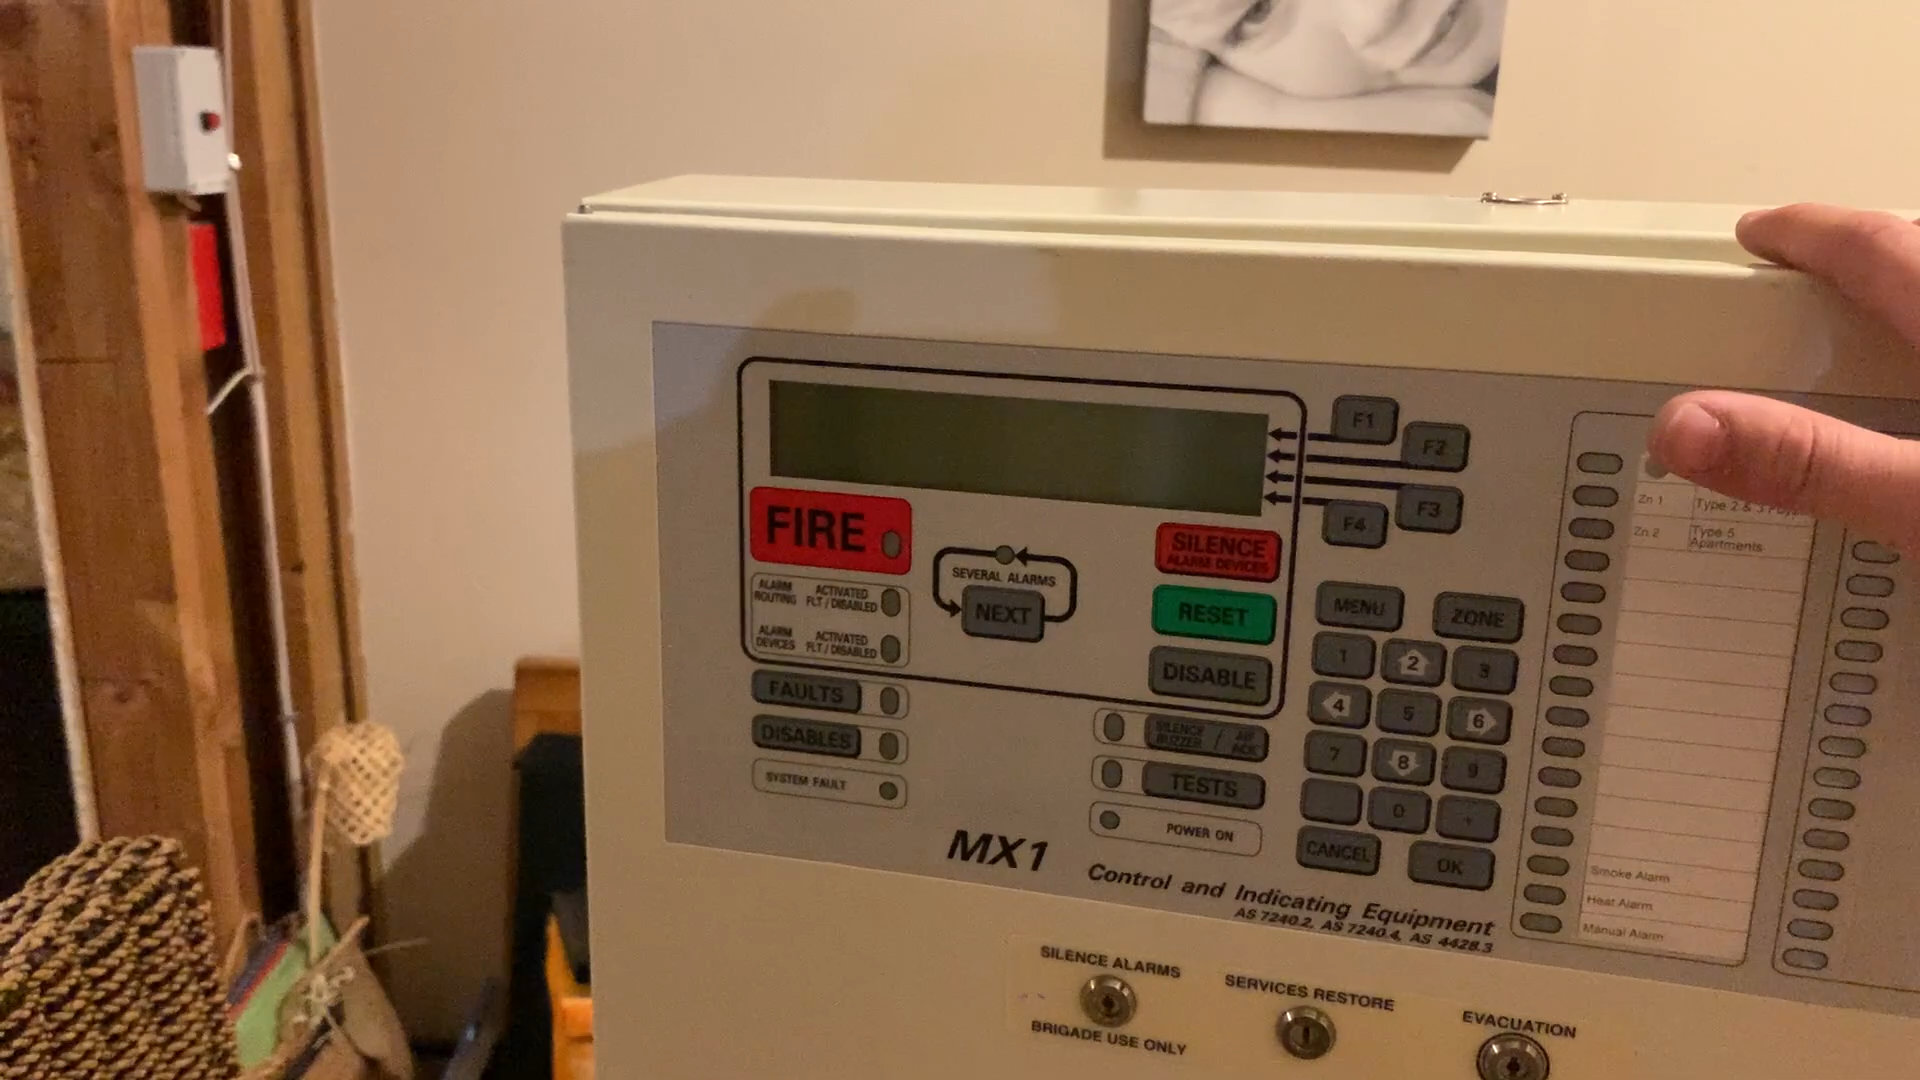 F1
F2
F3
F4
FIRE
SILENCE
ALARM DEVICES
SEVERAL ALARMS
NEXT
RESET
DISABLE
ALARM ROUTING
ACTIVATED
FLT / DISABLED
ALARM DEVICES
ACTIVATED
FLT / DISABLED
FAULTS
DISABLES
SYSTEM FAULT
SILENCE BUZZER /
TESTS
POWER ON
MENU
ZONE
1
2
3
4
5
6
7
8
9
0
CANCEL
OK
Zn 1
Type 2 & 3
Zn 2
Type 5
Apartments
Smoke Alarm
Heat Alarm
Manual Alarm
MX1
Control and Indicating Equipment
AS 7240.2, AS 7240.4, AS 4428.3
SILENCE ALARMS
BRIGADE USE ONLY
SERVICES RESTORE
EVACUATION